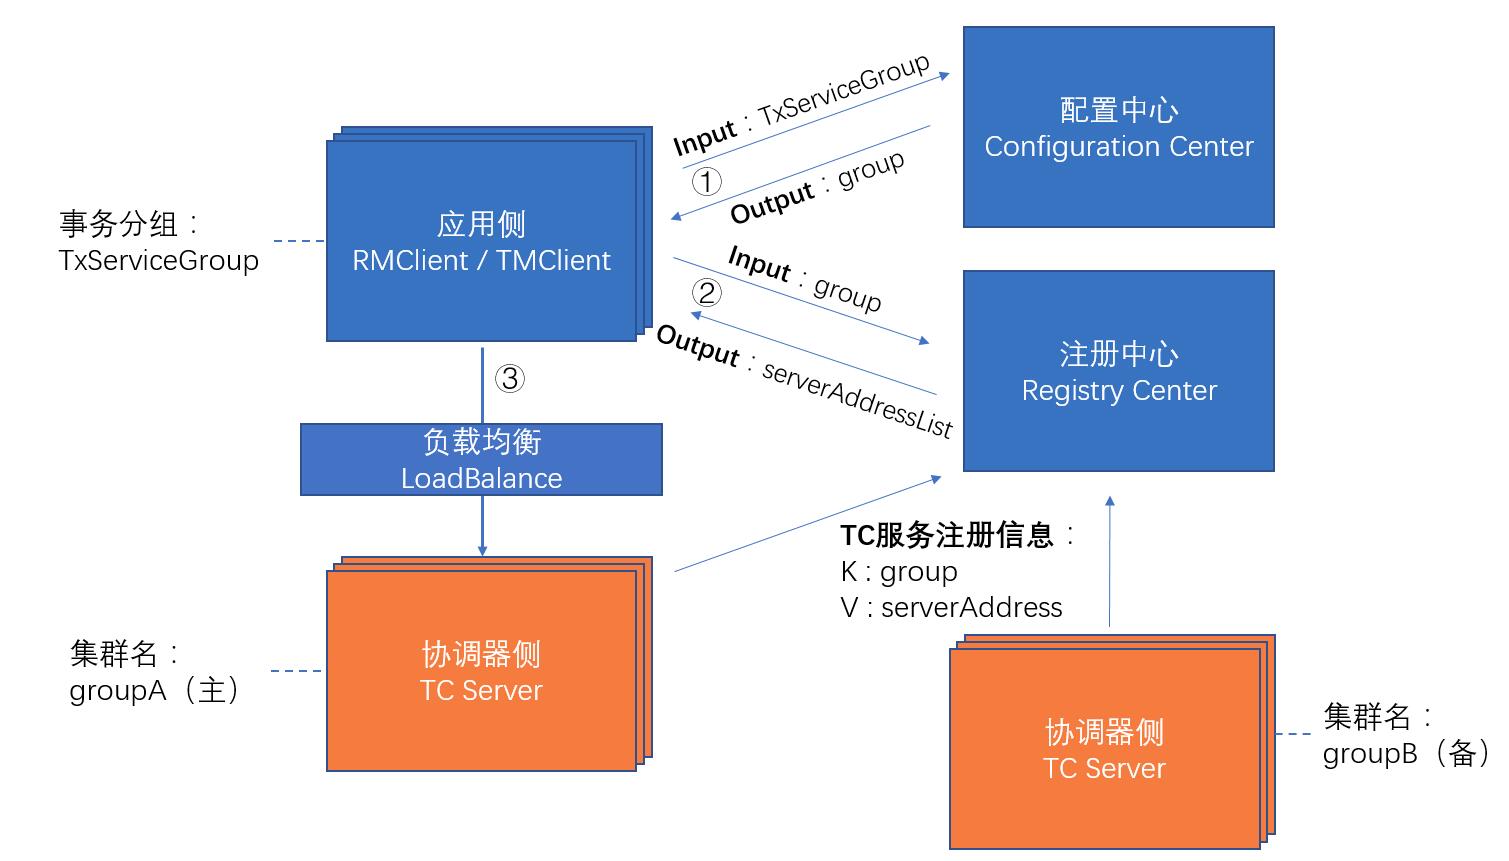 配置中心
Configuration Center
Input：TxServiceGroup
①
Output：group
事务分组：
TxServiceGroup
应用侧
RMClient / TMClient
Input：group
②
Output：serverAddressList
注册中心
Registry Center
③
负载均衡
LoadBalance
TC服务注册信息：
K : group
V : serverAddress
集群名：
groupA（主）
协调器侧
TC Server
协调器侧
TC Server
集群名：
groupB（备）